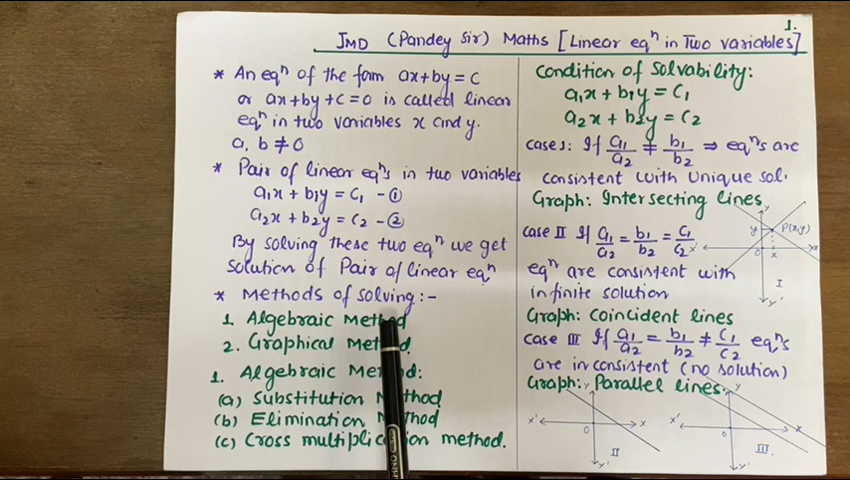 1.
JMD (Pandey Sir) Maths [Linear eqⁿ in Two variables]
* An eqⁿ of the form ax+by=c
or ax+by+c=0 is called linear
eqⁿ in two variables x and y.
a, b ≠ 0
* Pair of linear eqⁿs in two variables
a₁x + b₁y = c₁ - ①
a₂x + b₂y = c₂ - ②
By solving these two eqⁿ we get
solution of Pair of linear eqⁿ
* Methods of solving:-
1. Algebraic Method
2. Graphical Method.
1. Algebraic Method:
(a) Substitution Method
(b) Elimination Method
(c) Cross multiplication method.
Condition of Solvability:
a₁x + b₁y = c₁
a₂x + b₂y = c₂
case1: If a₁/a₂ ≠ b₁/b₂ ⇒ eqⁿs are
consistent with Unique sol.
Graph: Intersecting lines
case II If a₁/a₂ = b₁/b₂ = c₁/c₂
eqⁿ are consistent with
infinite solution
Graph: Coincident lines
case III If a₁/a₂ = b₁/b₂ ≠ c₁/c₂ eqⁿs
are in consistent (no solution)
Graph: Parallel lines.
y
y P(x,y)
x' O x x
I
y'
y
x' O x
II
y'
y
x' O x
III
y'